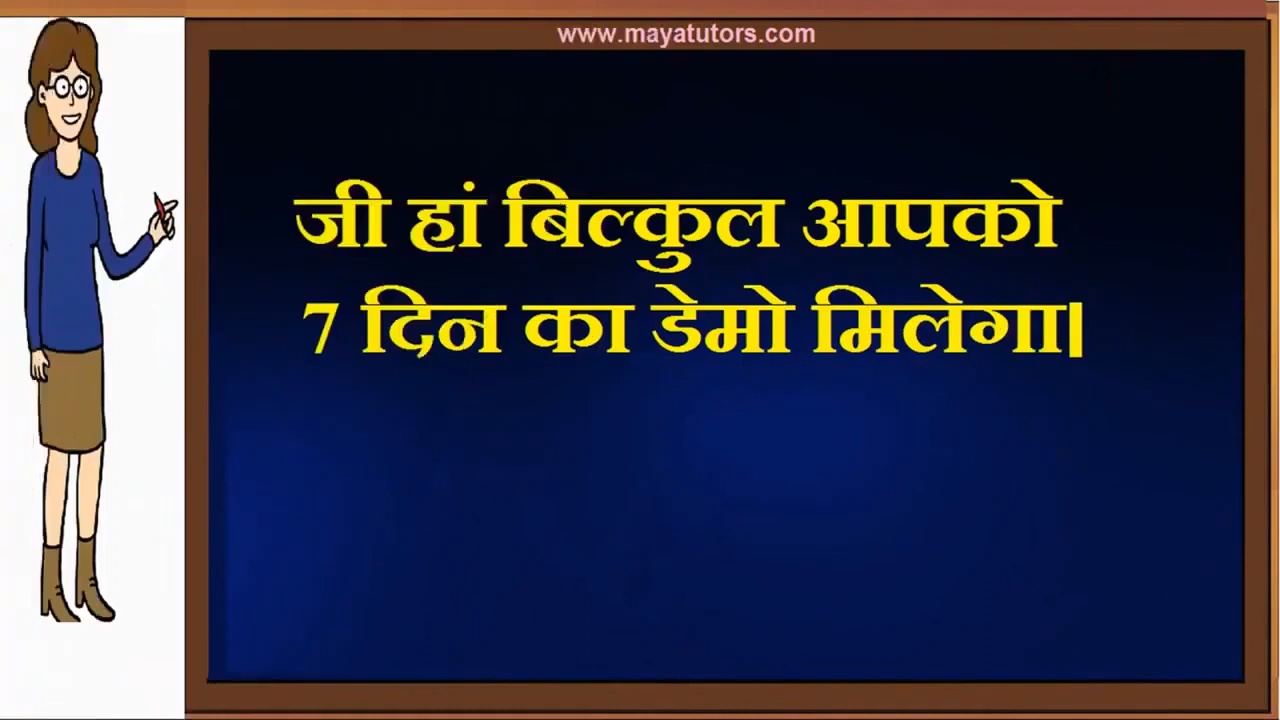 www.mayatutors.com
जी हां बिल्कुल आपको
7 दिन का डेमो मिलेगा।